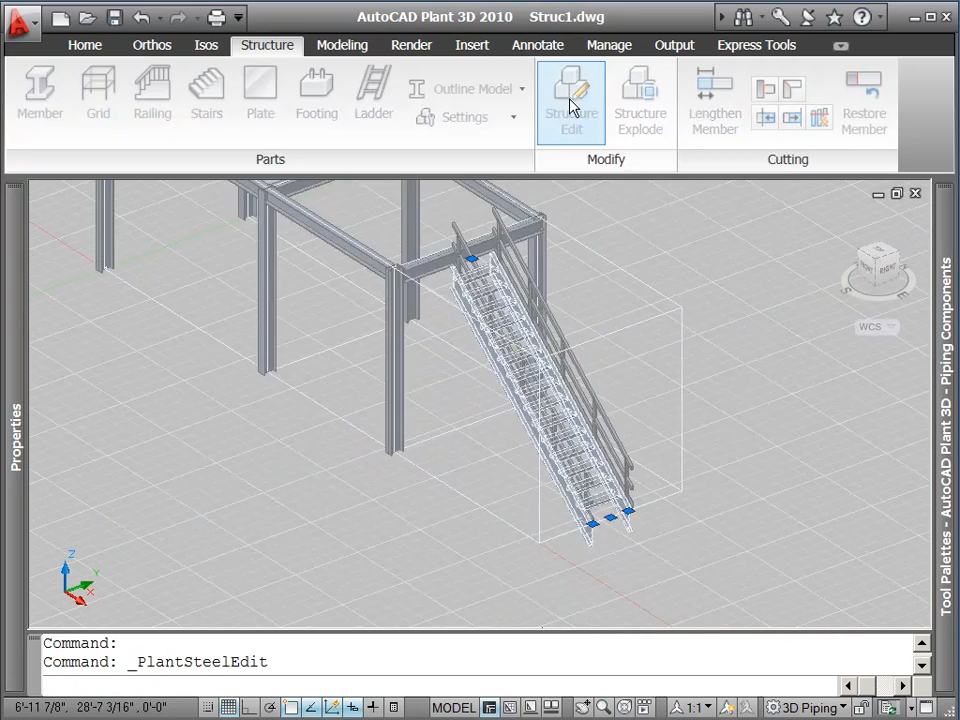 AutoCAD Plant 3D 2010 Struc1.dwg
Home Orthos Isos Structure Modeling Render Insert Annotate Manage Output Express Tools
Member Grid Railing Stairs Plate Footing Ladder
Outline Model
Settings
Structure Edit
Structure Explode
Lengthen Member
Restore Member
Parts Modify Cutting
FRONT RIGHT
E
WCS
Properties
Tool Palettes - AutoCAD Plant 3D - Piping Components
Z
Y
X
Command:
Command: _PlantSteelEdit
6'-11 7/8", 28'-7 3/16", 0'-0" MODEL 1:1 3D Piping